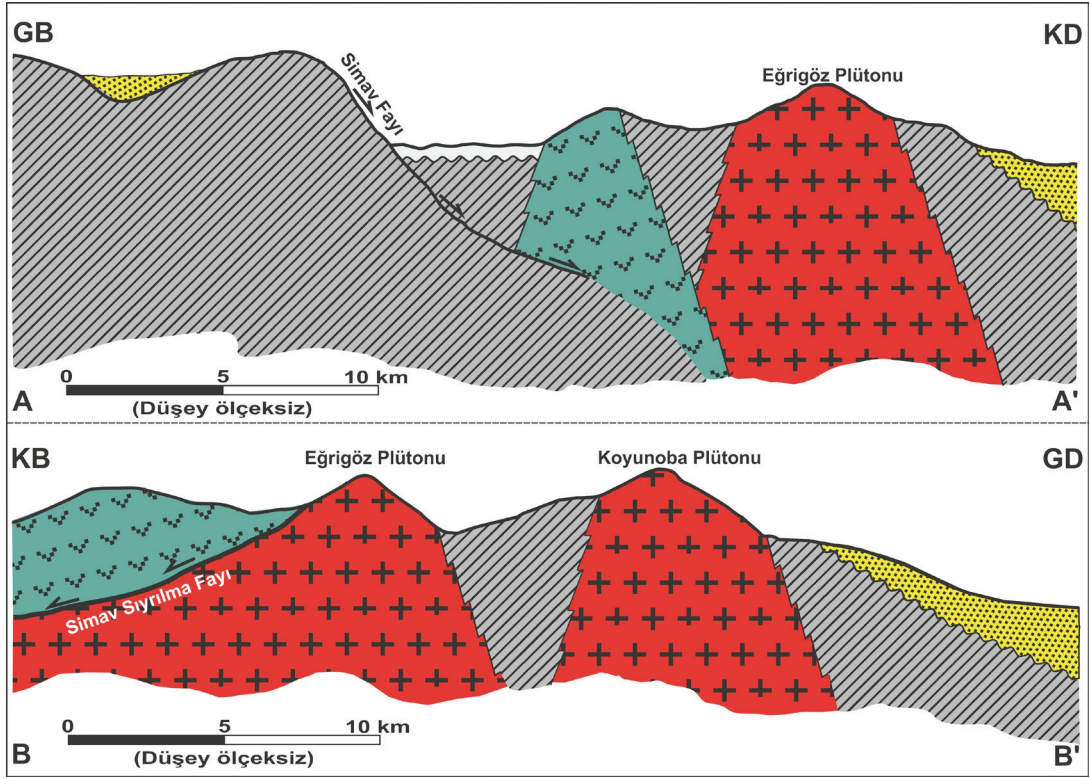 GB
KD
Simav Fayı
Eğrigöz Plütonu
0 5 10 km
(Düşey ölçeksiz)
A
A'
KB
GD
Eğrigöz Plütonu
Koyunoba Plütonu
Simav Sıyrılma Fayı
0 5 10 km
(Düşey ölçeksiz)
B
B'